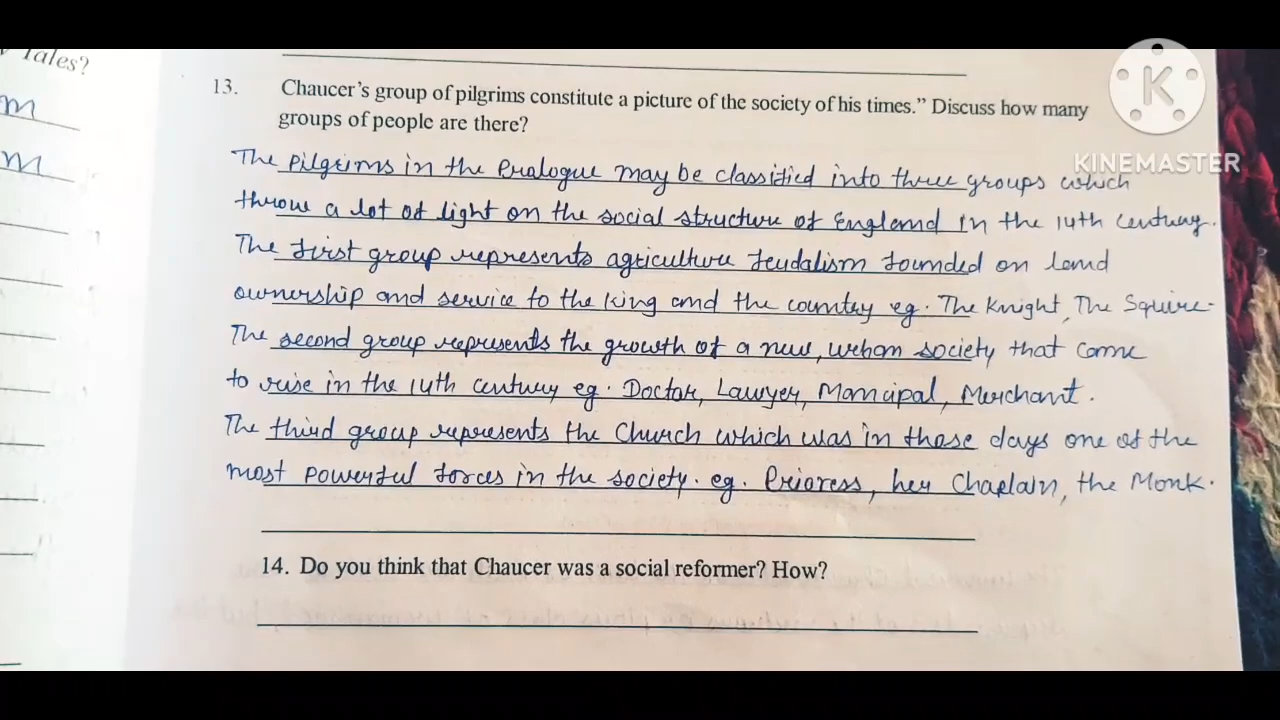 Tales?
m
m
13. Chaucer's group of pilgrims constitute a picture of the society of his times." Discuss how many
groups of people are there?
The Pilgrims in the Prologue may be classified into three groups which
throw a lot of light on the social structure of England in the 14th century.
The first group represents agriculture feudalism founded on land
ownership and service to the king and the country eg. The Knight, The Squire.
The second group represents the growth of a new, urban society that came
to rise in the 14th century eg. Doctor, Lawyer, Mancipal, Merchant.
The third group represents the Church which was in those days one of the
most powerful forces in the society. eg. Prioress, her Chaplain, the Monk.
14. Do you think that Chaucer was a social reformer? How?
K
KINEMASTER